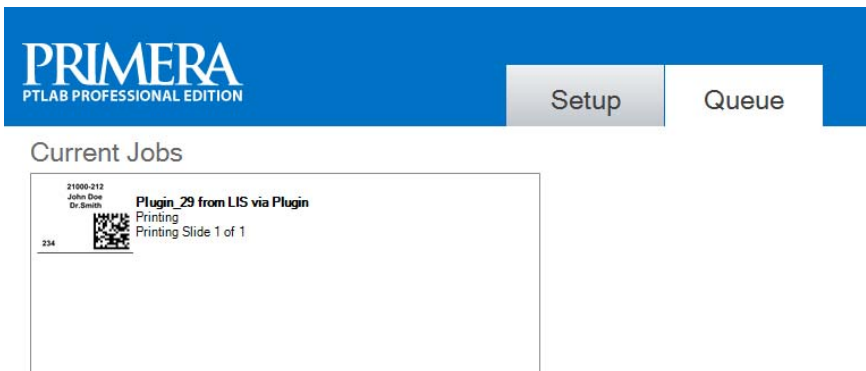 PRIMERA
PTLAB PROFESSIONAL EDITION
Setup
Queue
Current Jobs
21000-212
John Doe
Dr.Smith
234
Plugin_29 from LIS via Plugin
Printing
Printing Slide 1 of 1